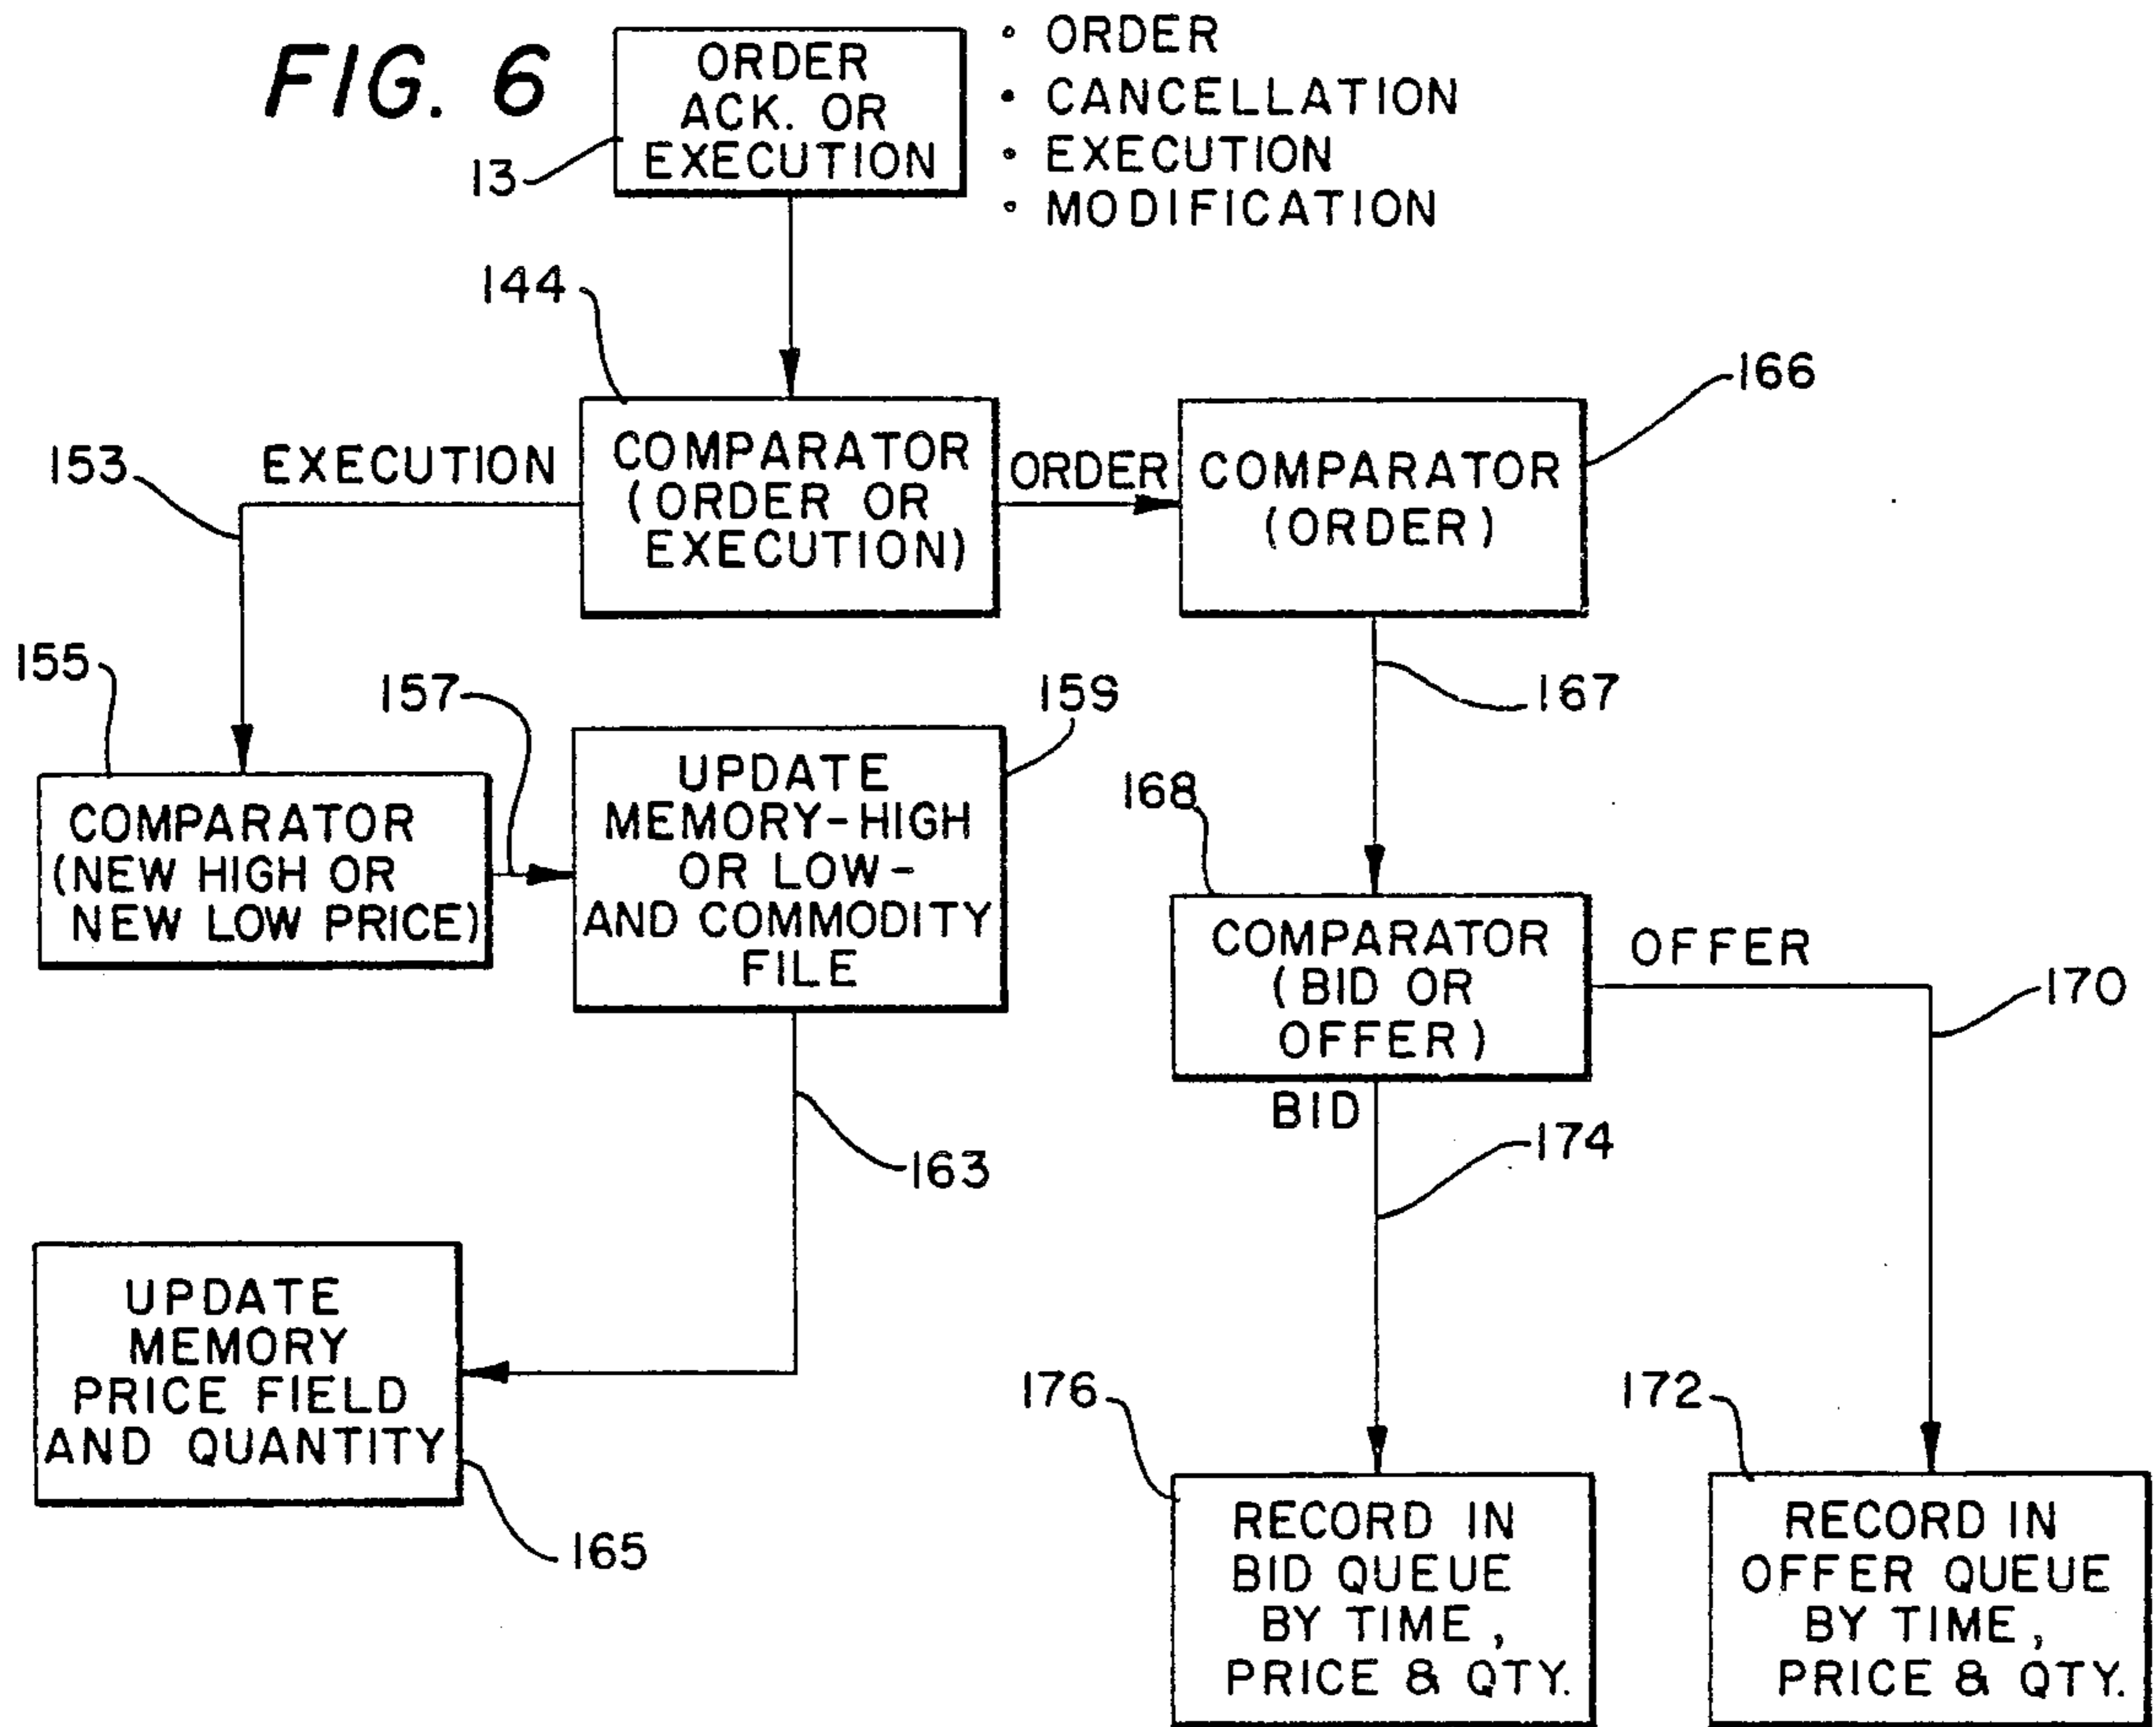 FIG. 6
ORDER
ACK. OR
EXECUTION
13
• ORDER
• CANCELLATION
• EXECUTION
• MODIFICATION
144
COMPARATOR
(ORDER OR
EXECUTION)
153
EXECUTION
ORDER
COMPARATOR
(ORDER)
166
155
COMPARATOR
(NEW HIGH OR
NEW LOW PRICE)
157
UPDATE
MEMORY-HIGH
OR LOW-
AND COMMODITY
FILE
159
167
168
COMPARATOR
(BID OR
OFFER)
OFFER
170
BID
174
163
UPDATE
MEMORY
PRICE FIELD
AND QUANTITY
165
176
RECORD IN
BID QUEUE
BY TIME,
PRICE & QTY.
172
RECORD IN
OFFER QUEUE
BY TIME,
PRICE & QTY.